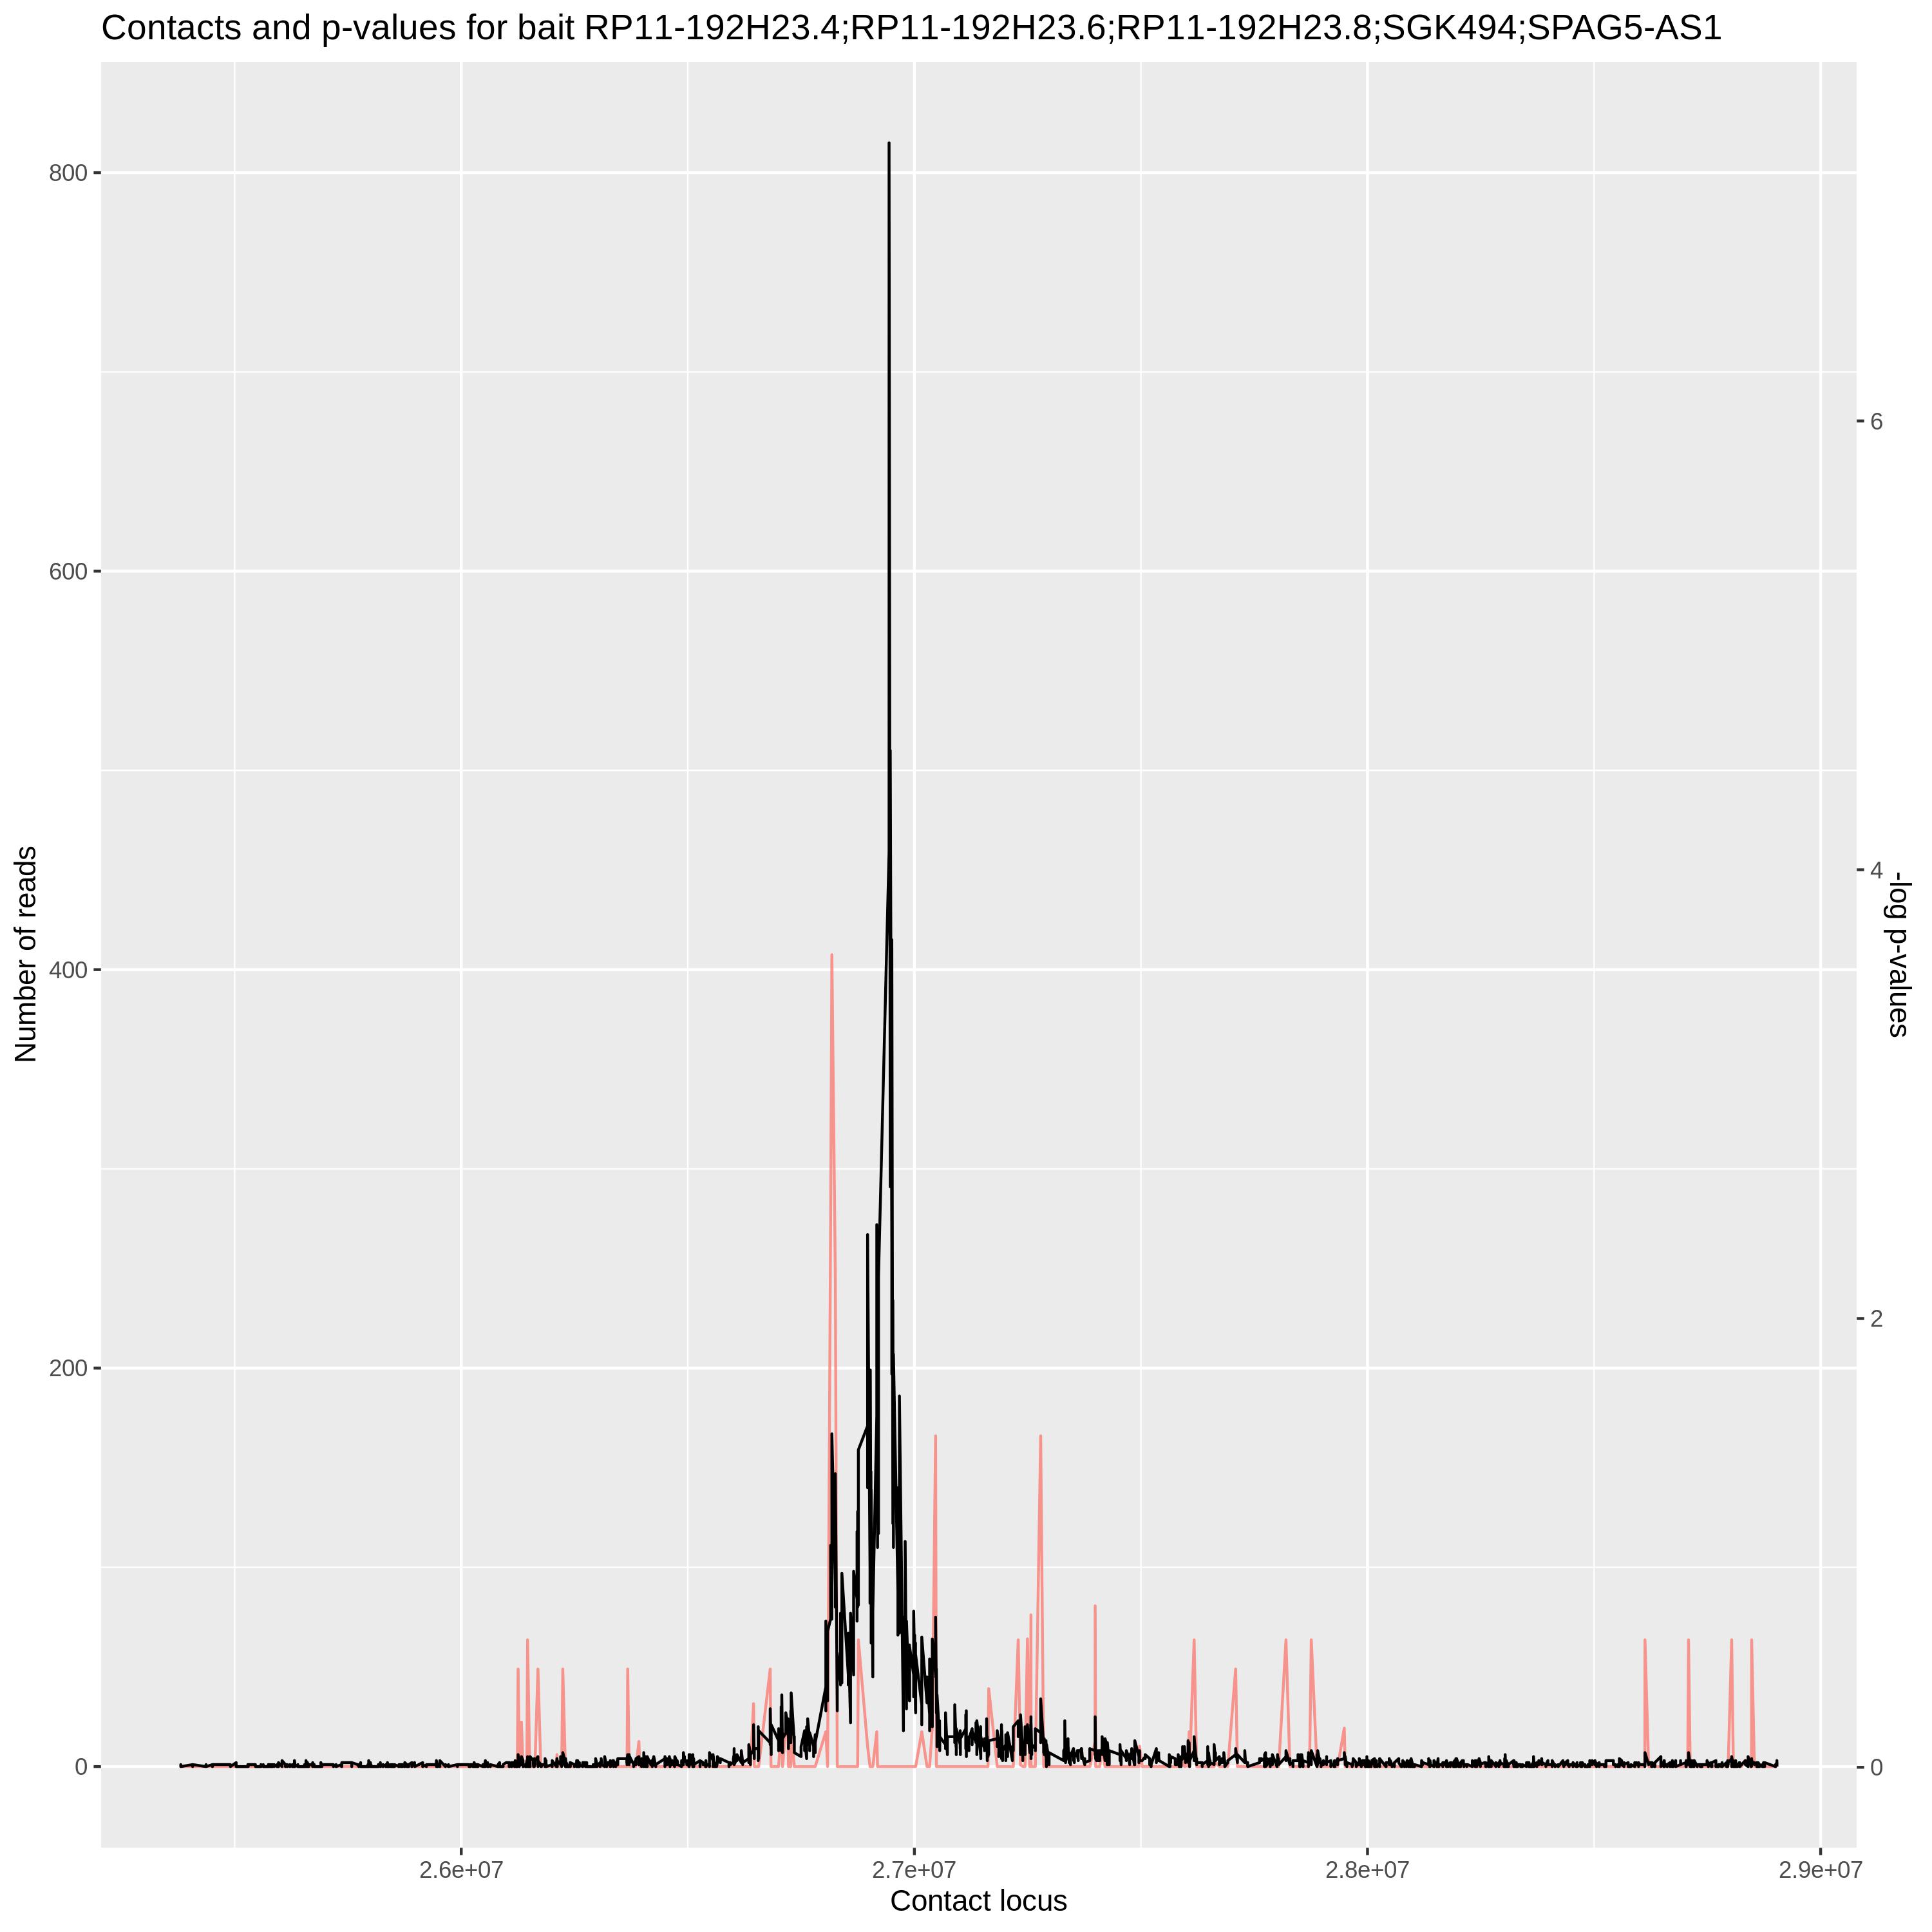 Contacts and p-values for bait RP11-192H23.4;RP11-192H23.6;RP11-192H23.8;SGK494;SPAG5-AS1
800
600
400
200
0
Number of reads
6
4
2
0
-log p-values
2.6e+07
2.7e+07
2.8e+07
2.9e+07
Contact locus